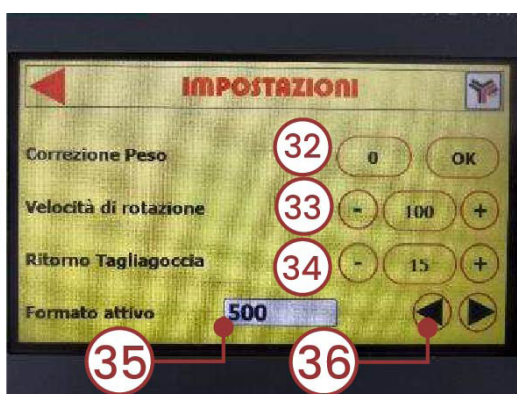 IMPOSTAZIONI
Correzione Peso 32 0 OK
Velocità di rotazione 33 - 100 +
Ritorno Tagliagoccia 34 - 15 +
Formato attivo 500
35 36